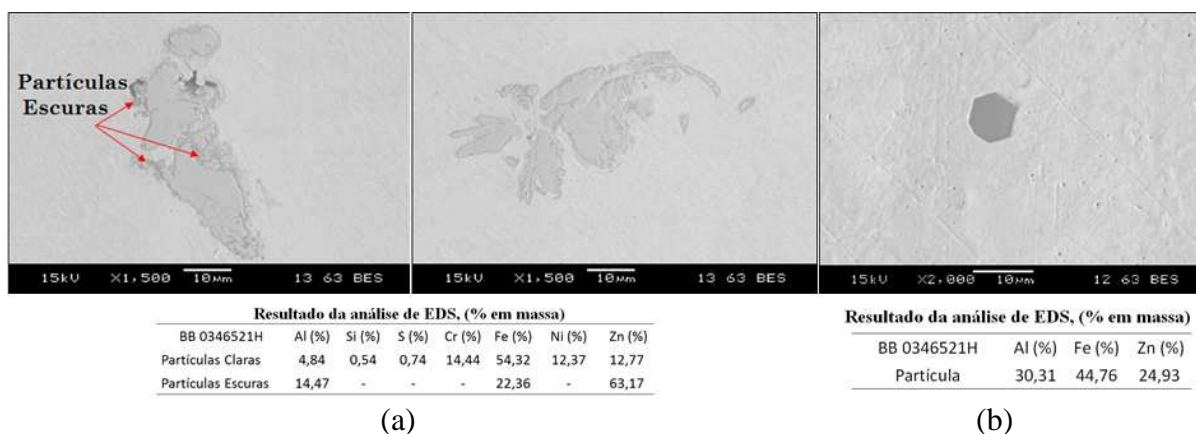 Partículas
Escuras
15kV X1,500 10µm 13 63 BES
15kV X1,500 10µm 13 63 BES
15kV X2,000 10µm 12 63 BES
Resultado da análise de EDS, (% em massa)
BB 0346521H Al (%) Si (%) S (%) Cr (%) Fe (%) Ni (%) Zn (%)
Partículas Claras 4,84 0,54 0,74 14,44 54,32 12,37 12,77
Partículas Escuras 14,47 - - - 22,36 - 63,17
(a)
Resultado da análise de EDS, (% em massa)
BB 0346521H Al (%) Fe (%) Zn (%)
Partícula 30,31 44,76 24,93
(b)